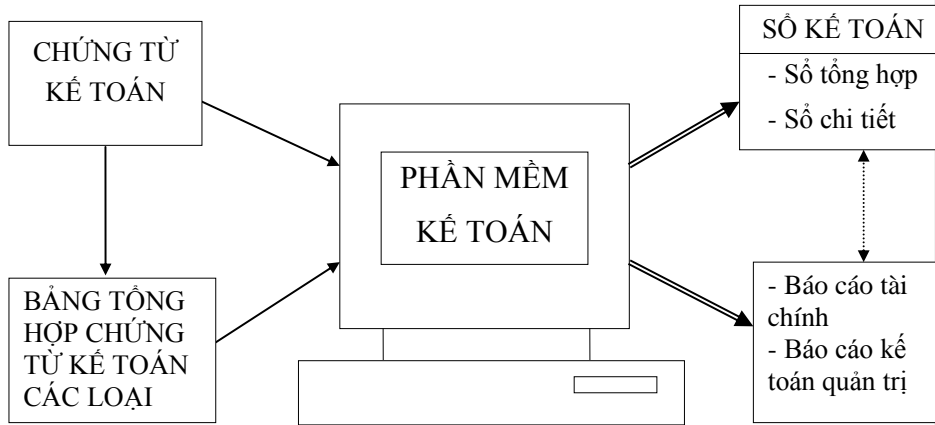 CHỨNG TỪ
KẾ TOÁN
BẢNG TỔNG
HỢP CHỨNG
TỪ KẾ TOÁN
CÁC LOẠI
PHẦN MỀM
KẾ TOÁN
SỔ KẾ TOÁN
- Sổ tổng hợp
- Sổ chi tiết
- Báo cáo tài
chính
- Báo cáo kế
toán quản trị